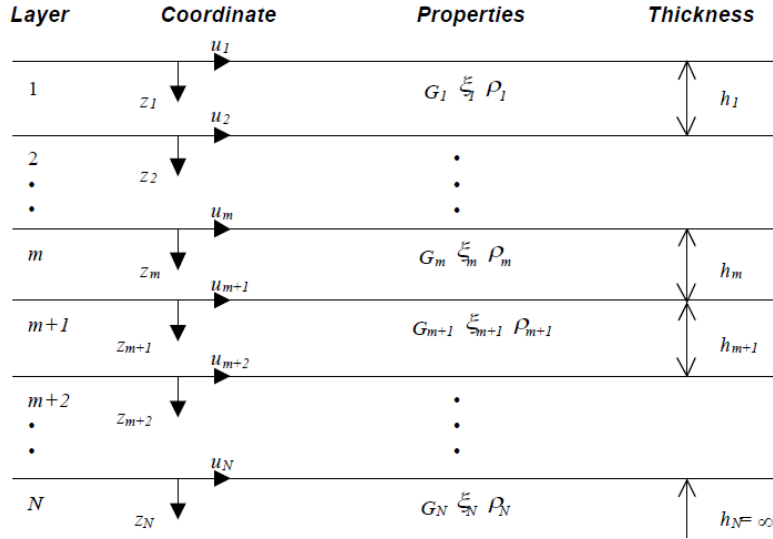 Layer Coordinate Properties Thickness
u1
1 z1 G1 ξ1 ρ1 h1
u2
2 z2
um
m zm Gm ξm ρm hm
um+1
m+1 zm+1 Gm+1 ξm+1 ρm+1 hm+1
um+2
m+2 zm+2
uN
N zN GN ξN ρN hN= ∞